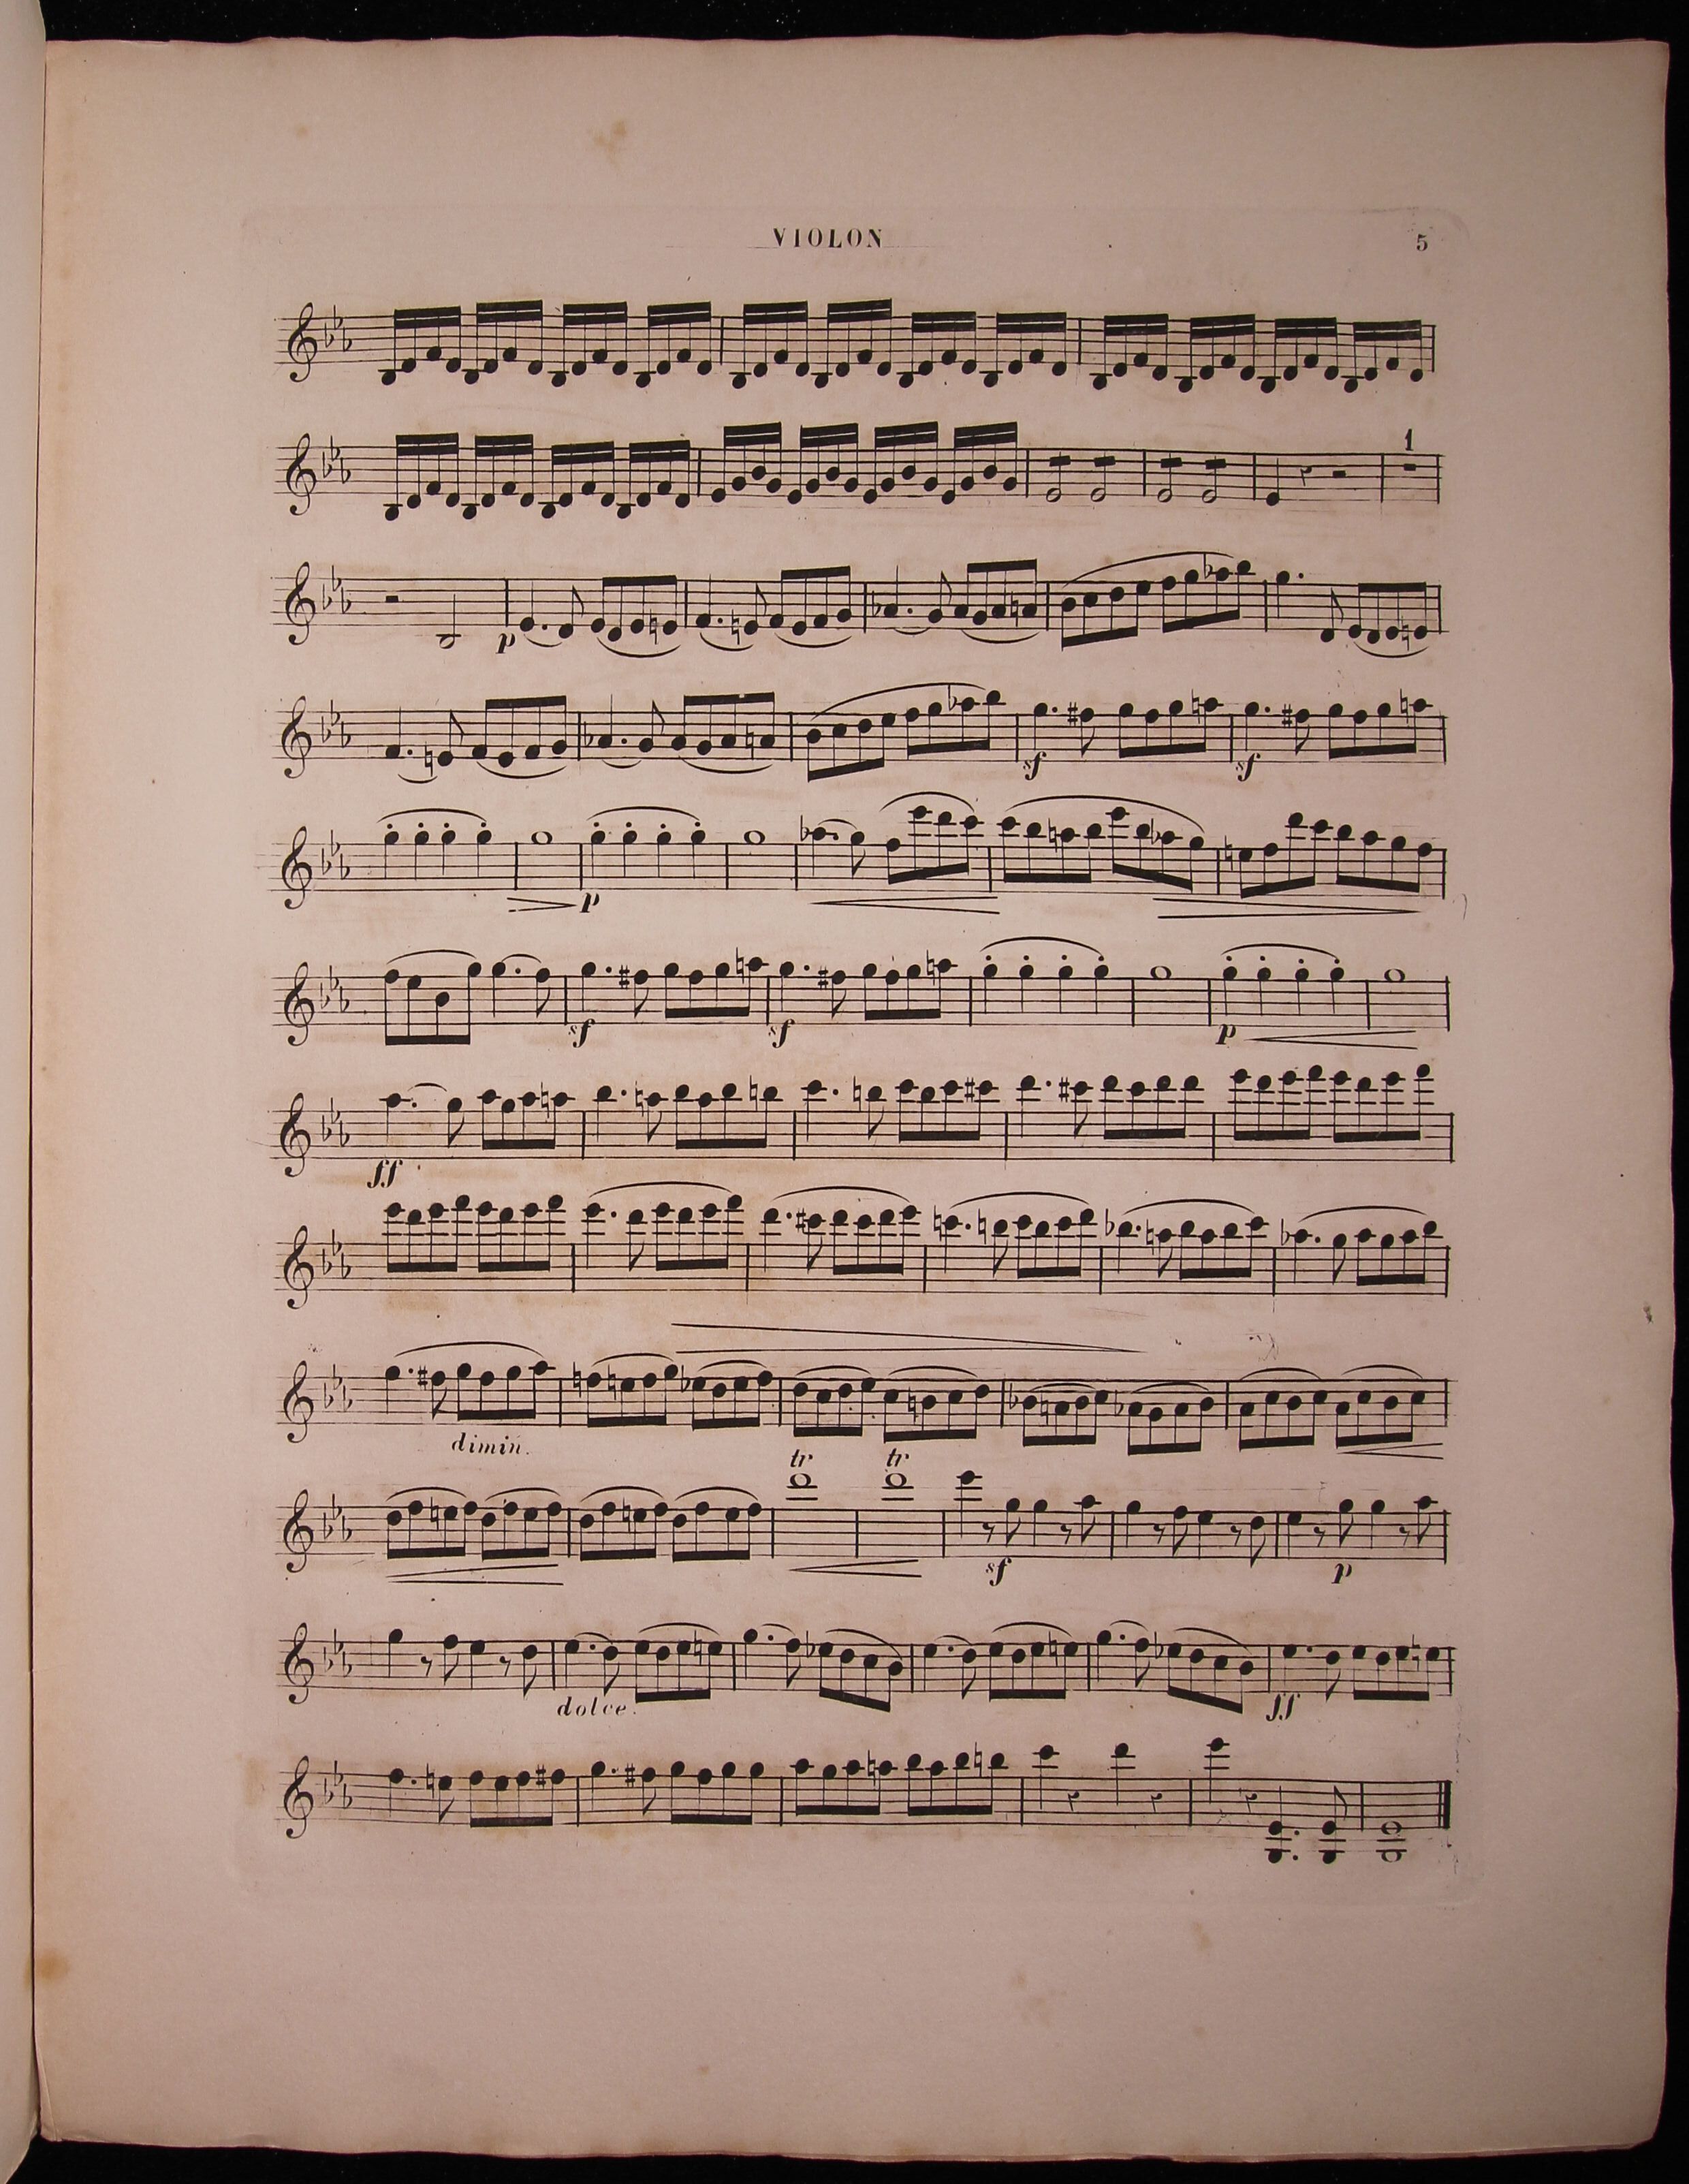 VIOLON
5
1
p
sf sf
p
sf sf p
ff
dimin.
tr tr
sf p
dolce.
ff